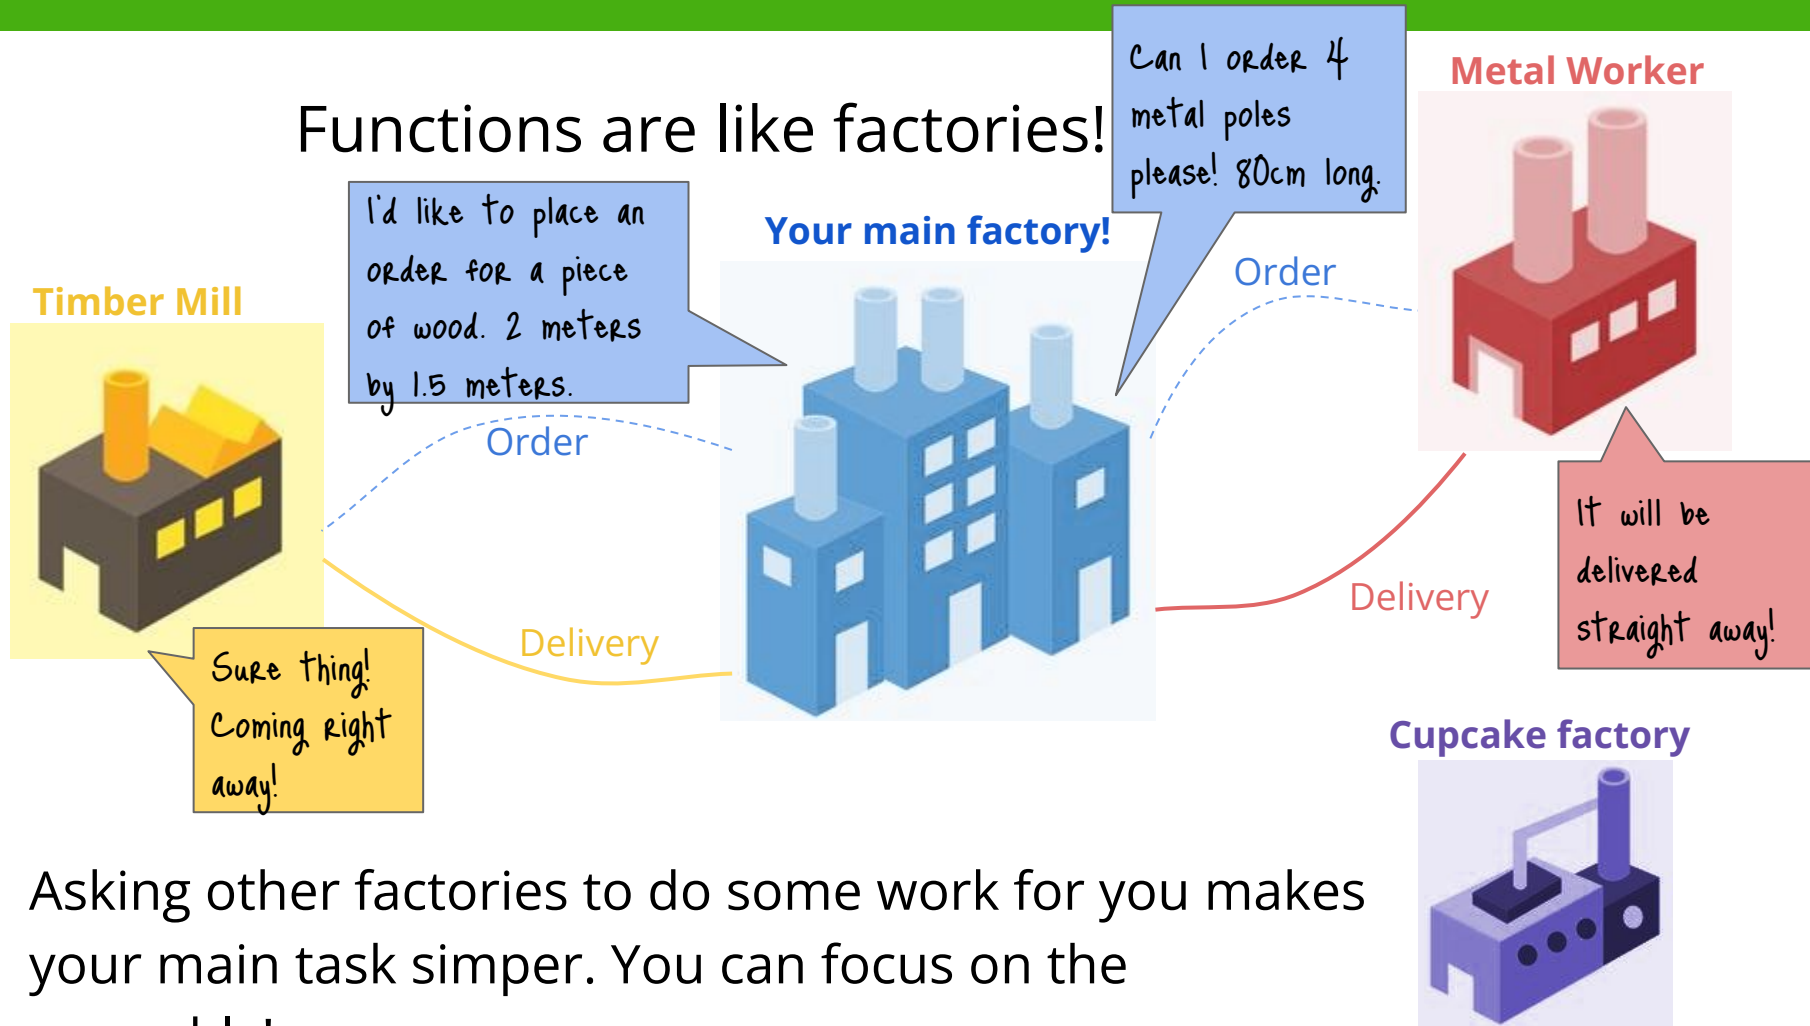 Functions are like factories!
Can I order 4
metal poles
please! 80cm long.
Metal Worker
I'd like to place an
order for a piece
of wood. 2 meters
by 1.5 meters.
Your main factory!
Order
Timber Mill
Order
It will be
delivered
straight away!
Delivery
Delivery
Sure thing!
Coming right
away!
Cupcake factory
Asking other factories to do some work for you makes
your main task simper. You can focus on the